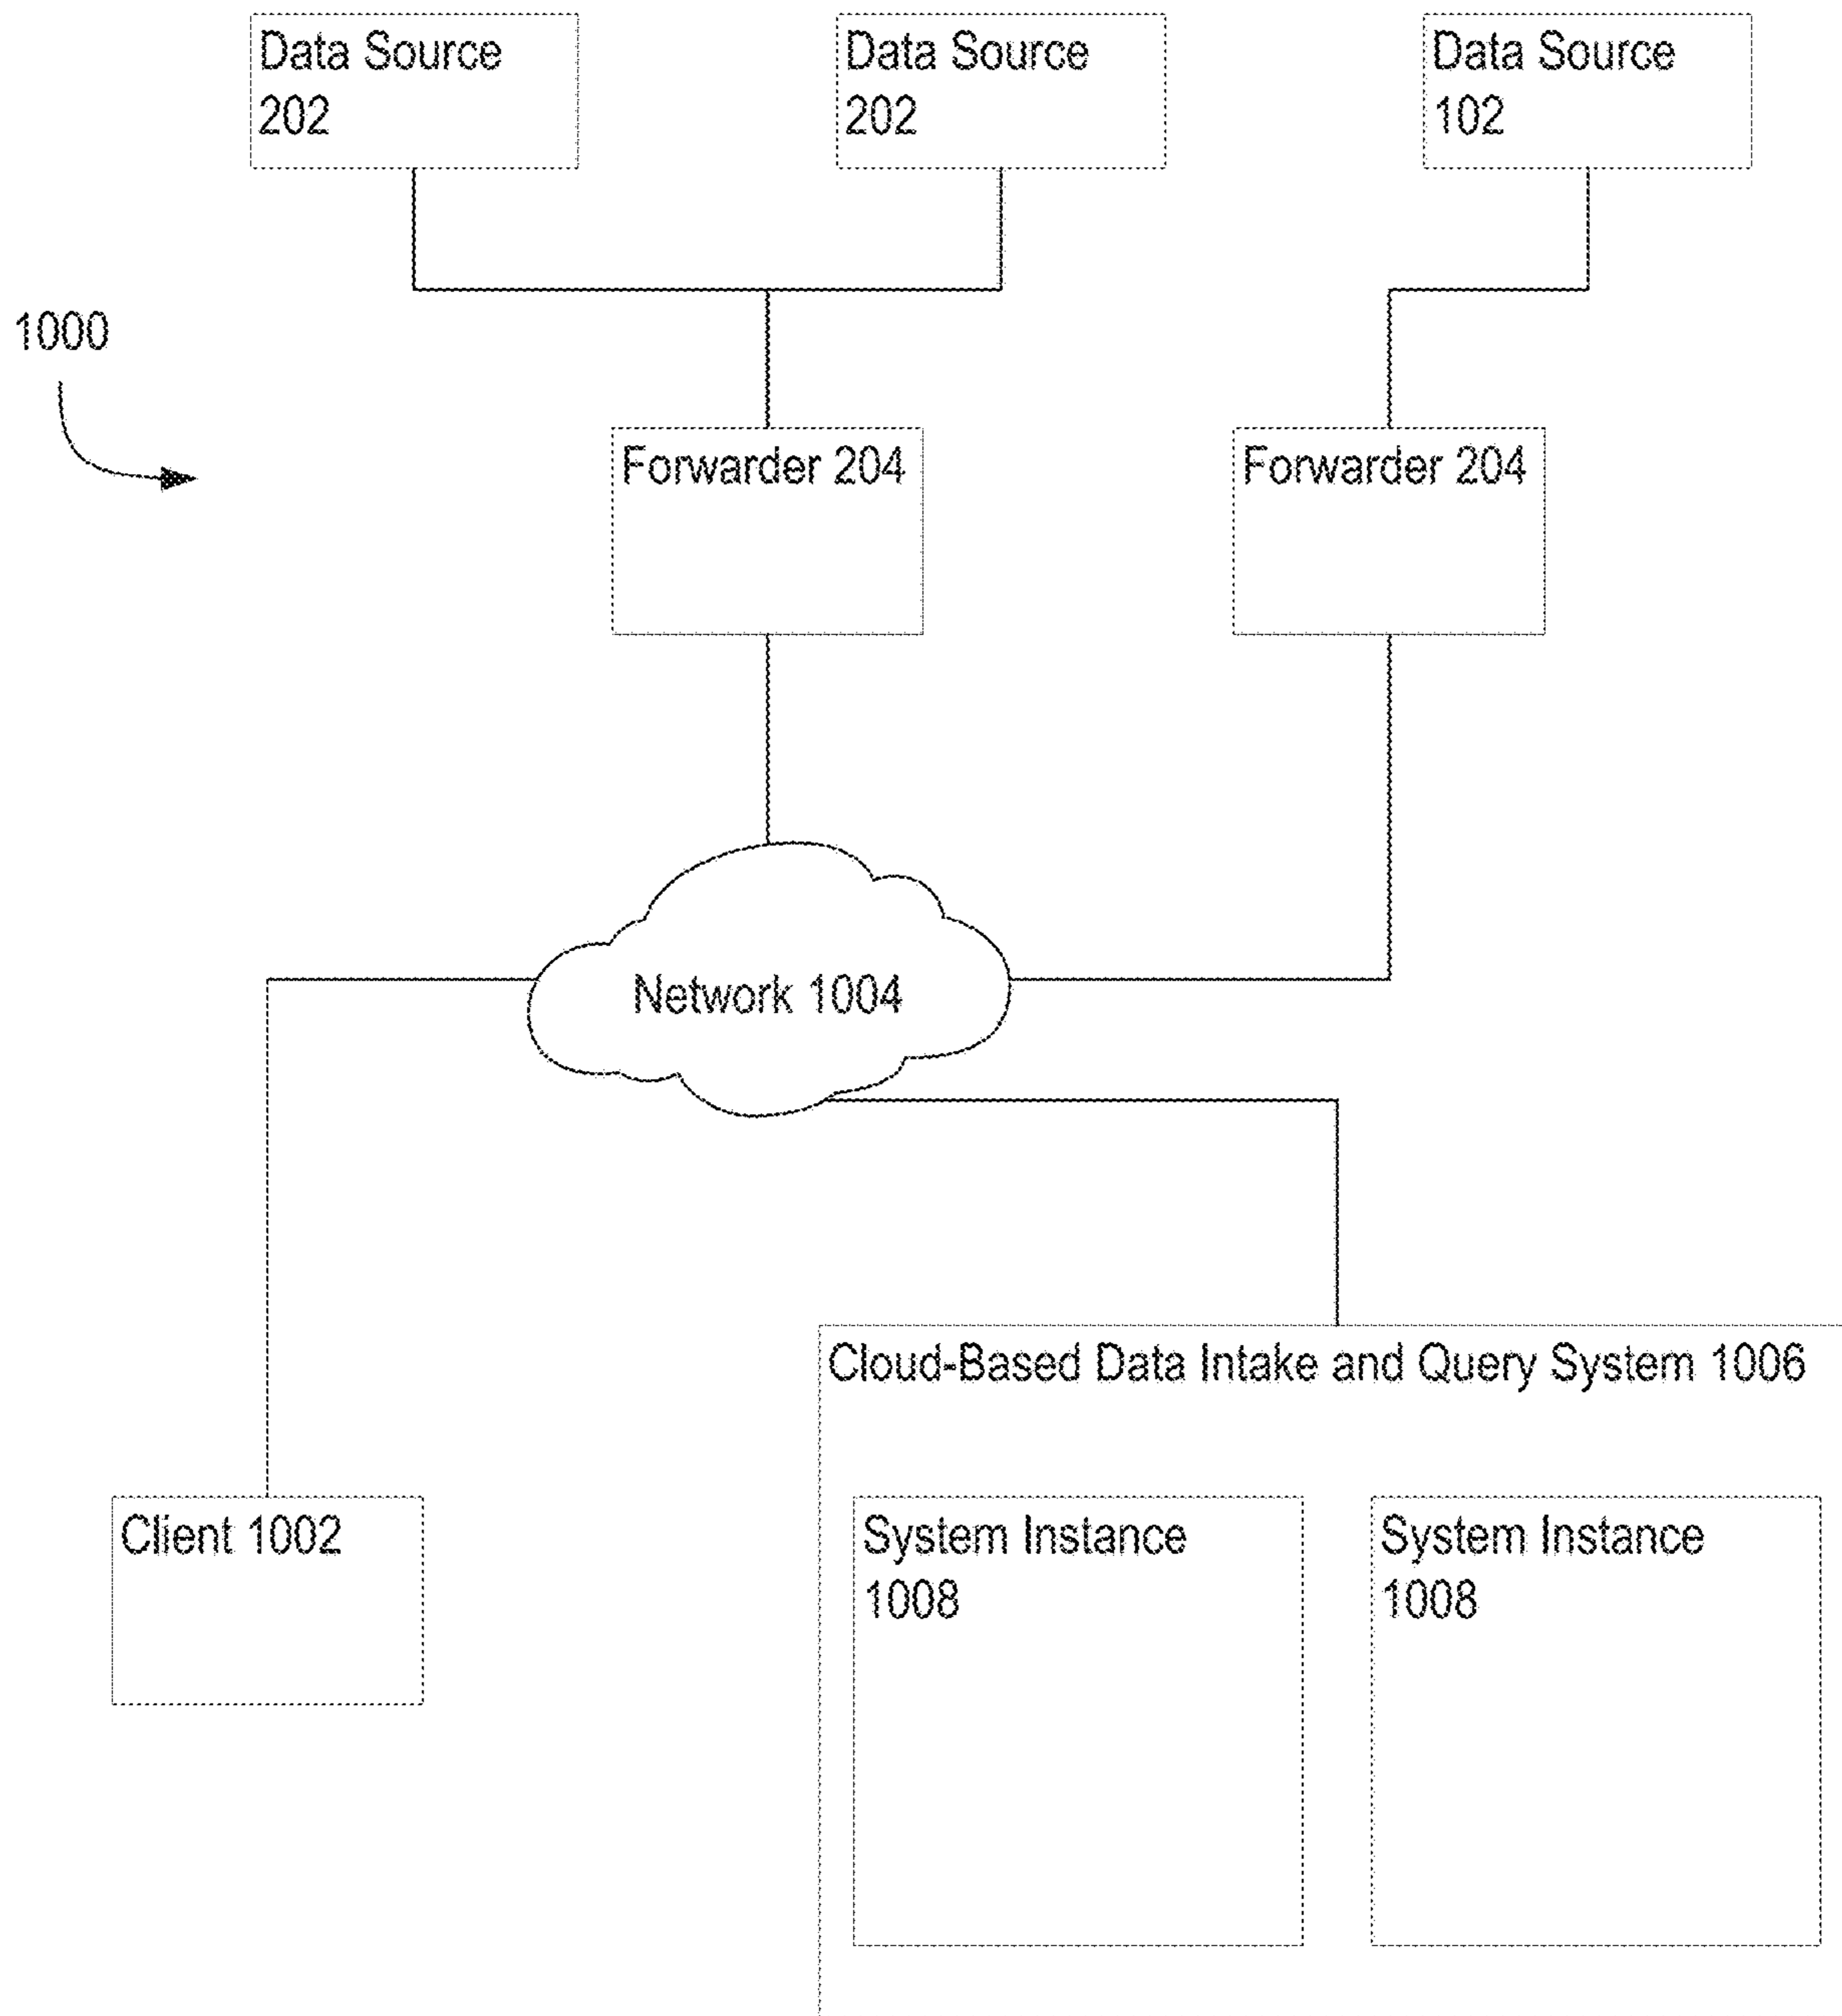 Data Source
202
Data Source
202
Data Source
102
1000
Forwarder 204
Forwarder 204
Network 1004
Cloud-Based Data Intake and Query System 1006
Client 1002
System Instance
1008
System Instance
1008